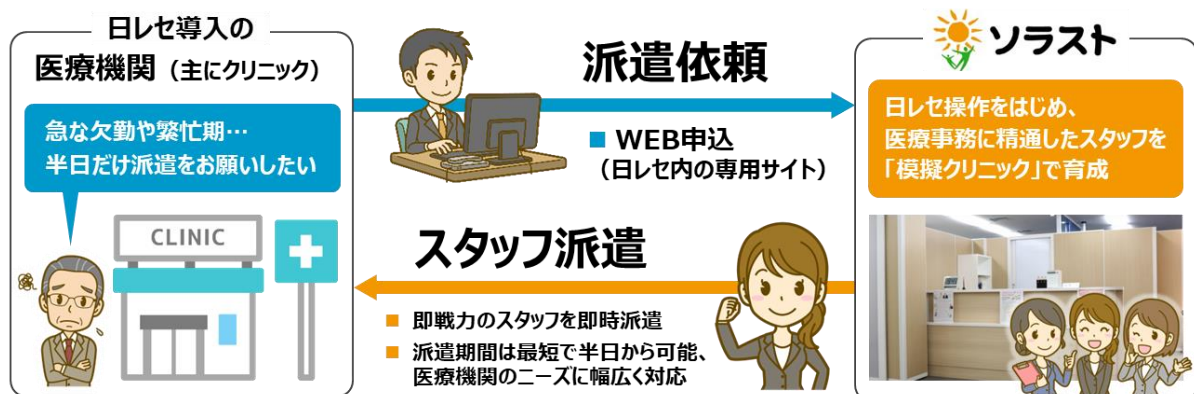 日レセ導入の
医療機関（主にクリニック）
急な欠勤や繁忙期…
半日だけ派遣をお願いしたい
CLINIC
派遣依頼
■ WEB申込
（日レセ内の専用サイト）
スタッフ派遣
■ 即戦力のスタッフを即時派遣
■ 派遣期間は最短で半日から可能、
医療機関のニーズに幅広く対応
ソラスト
日レセ操作をはじめ、
医療事務に精通したスタッフを
「模擬クリニック」で育成